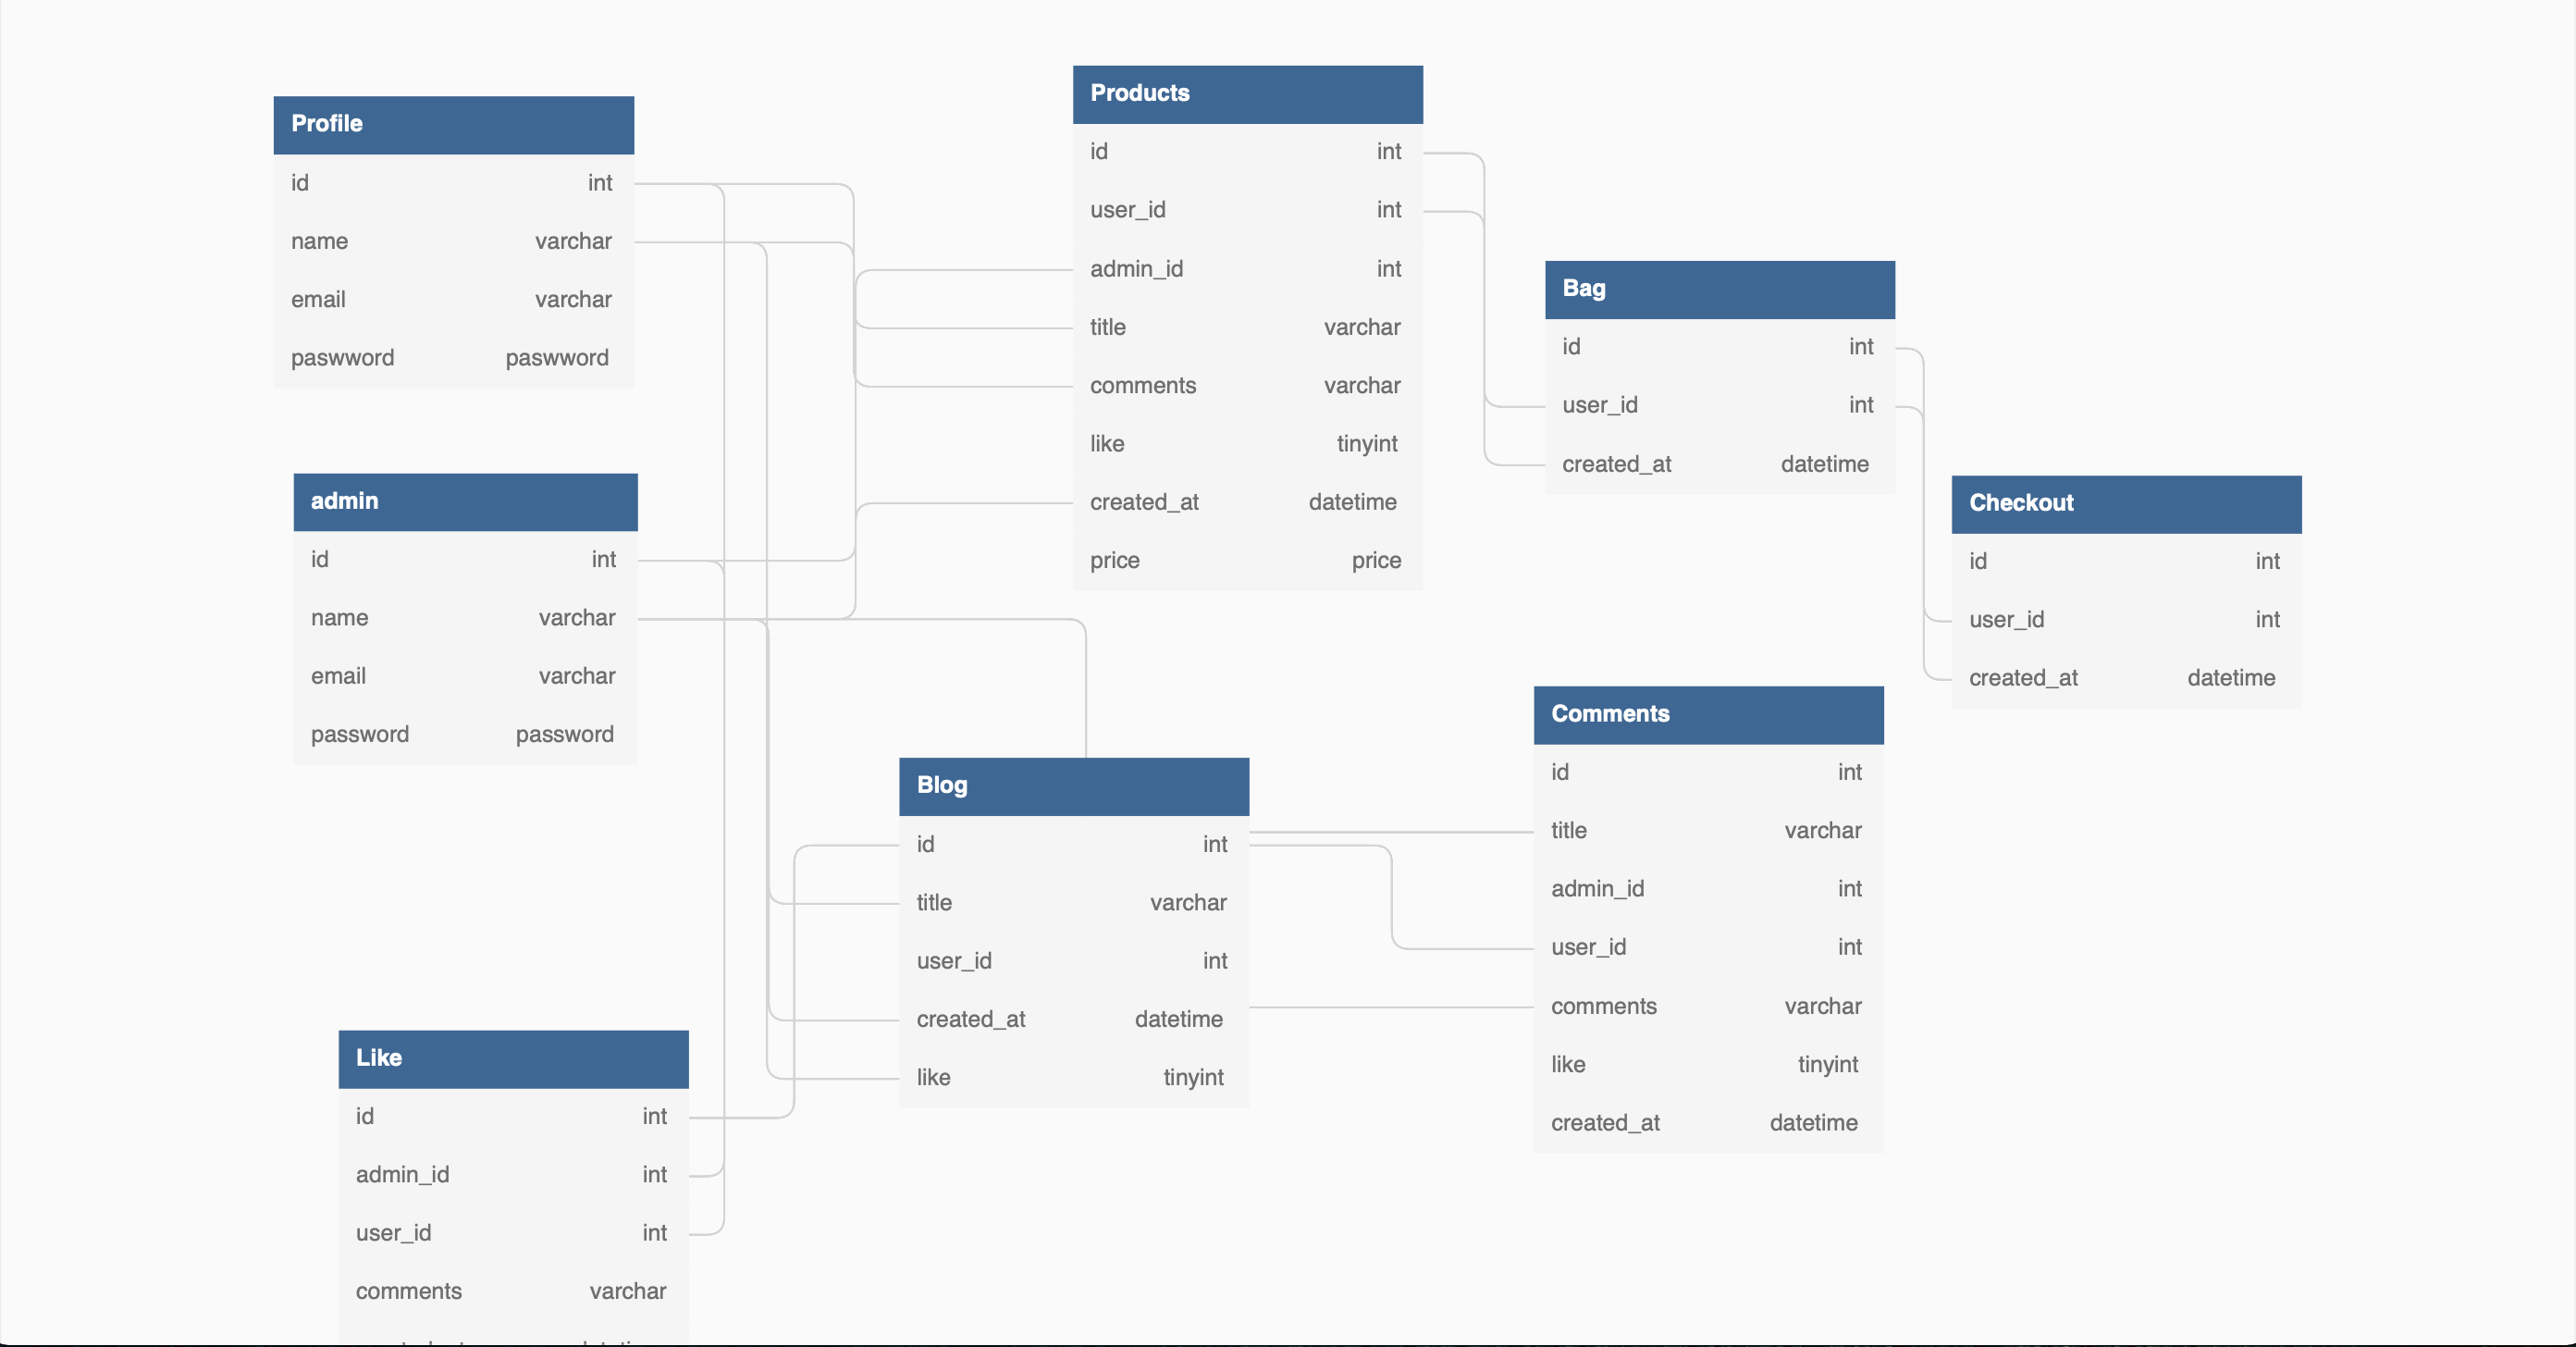 Profile
id int
name varchar
email varchar
paswword paswword
admin
id int
name varchar
email varchar
password password
Like
id int
admin_id int
user_id int
comments varchar
Products
id int
user_id int
admin_id int
title varchar
comments varchar
like tinyint
created_at datetime
price price
Blog
id int
title varchar
user_id int
created_at datetime
like tinyint
Bag
id int
user_id int
created_at datetime
Comments
id int
title varchar
admin_id int
user_id int
comments varchar
like tinyint
created_at datetime
Checkout
id int
user_id int
created_at datetime